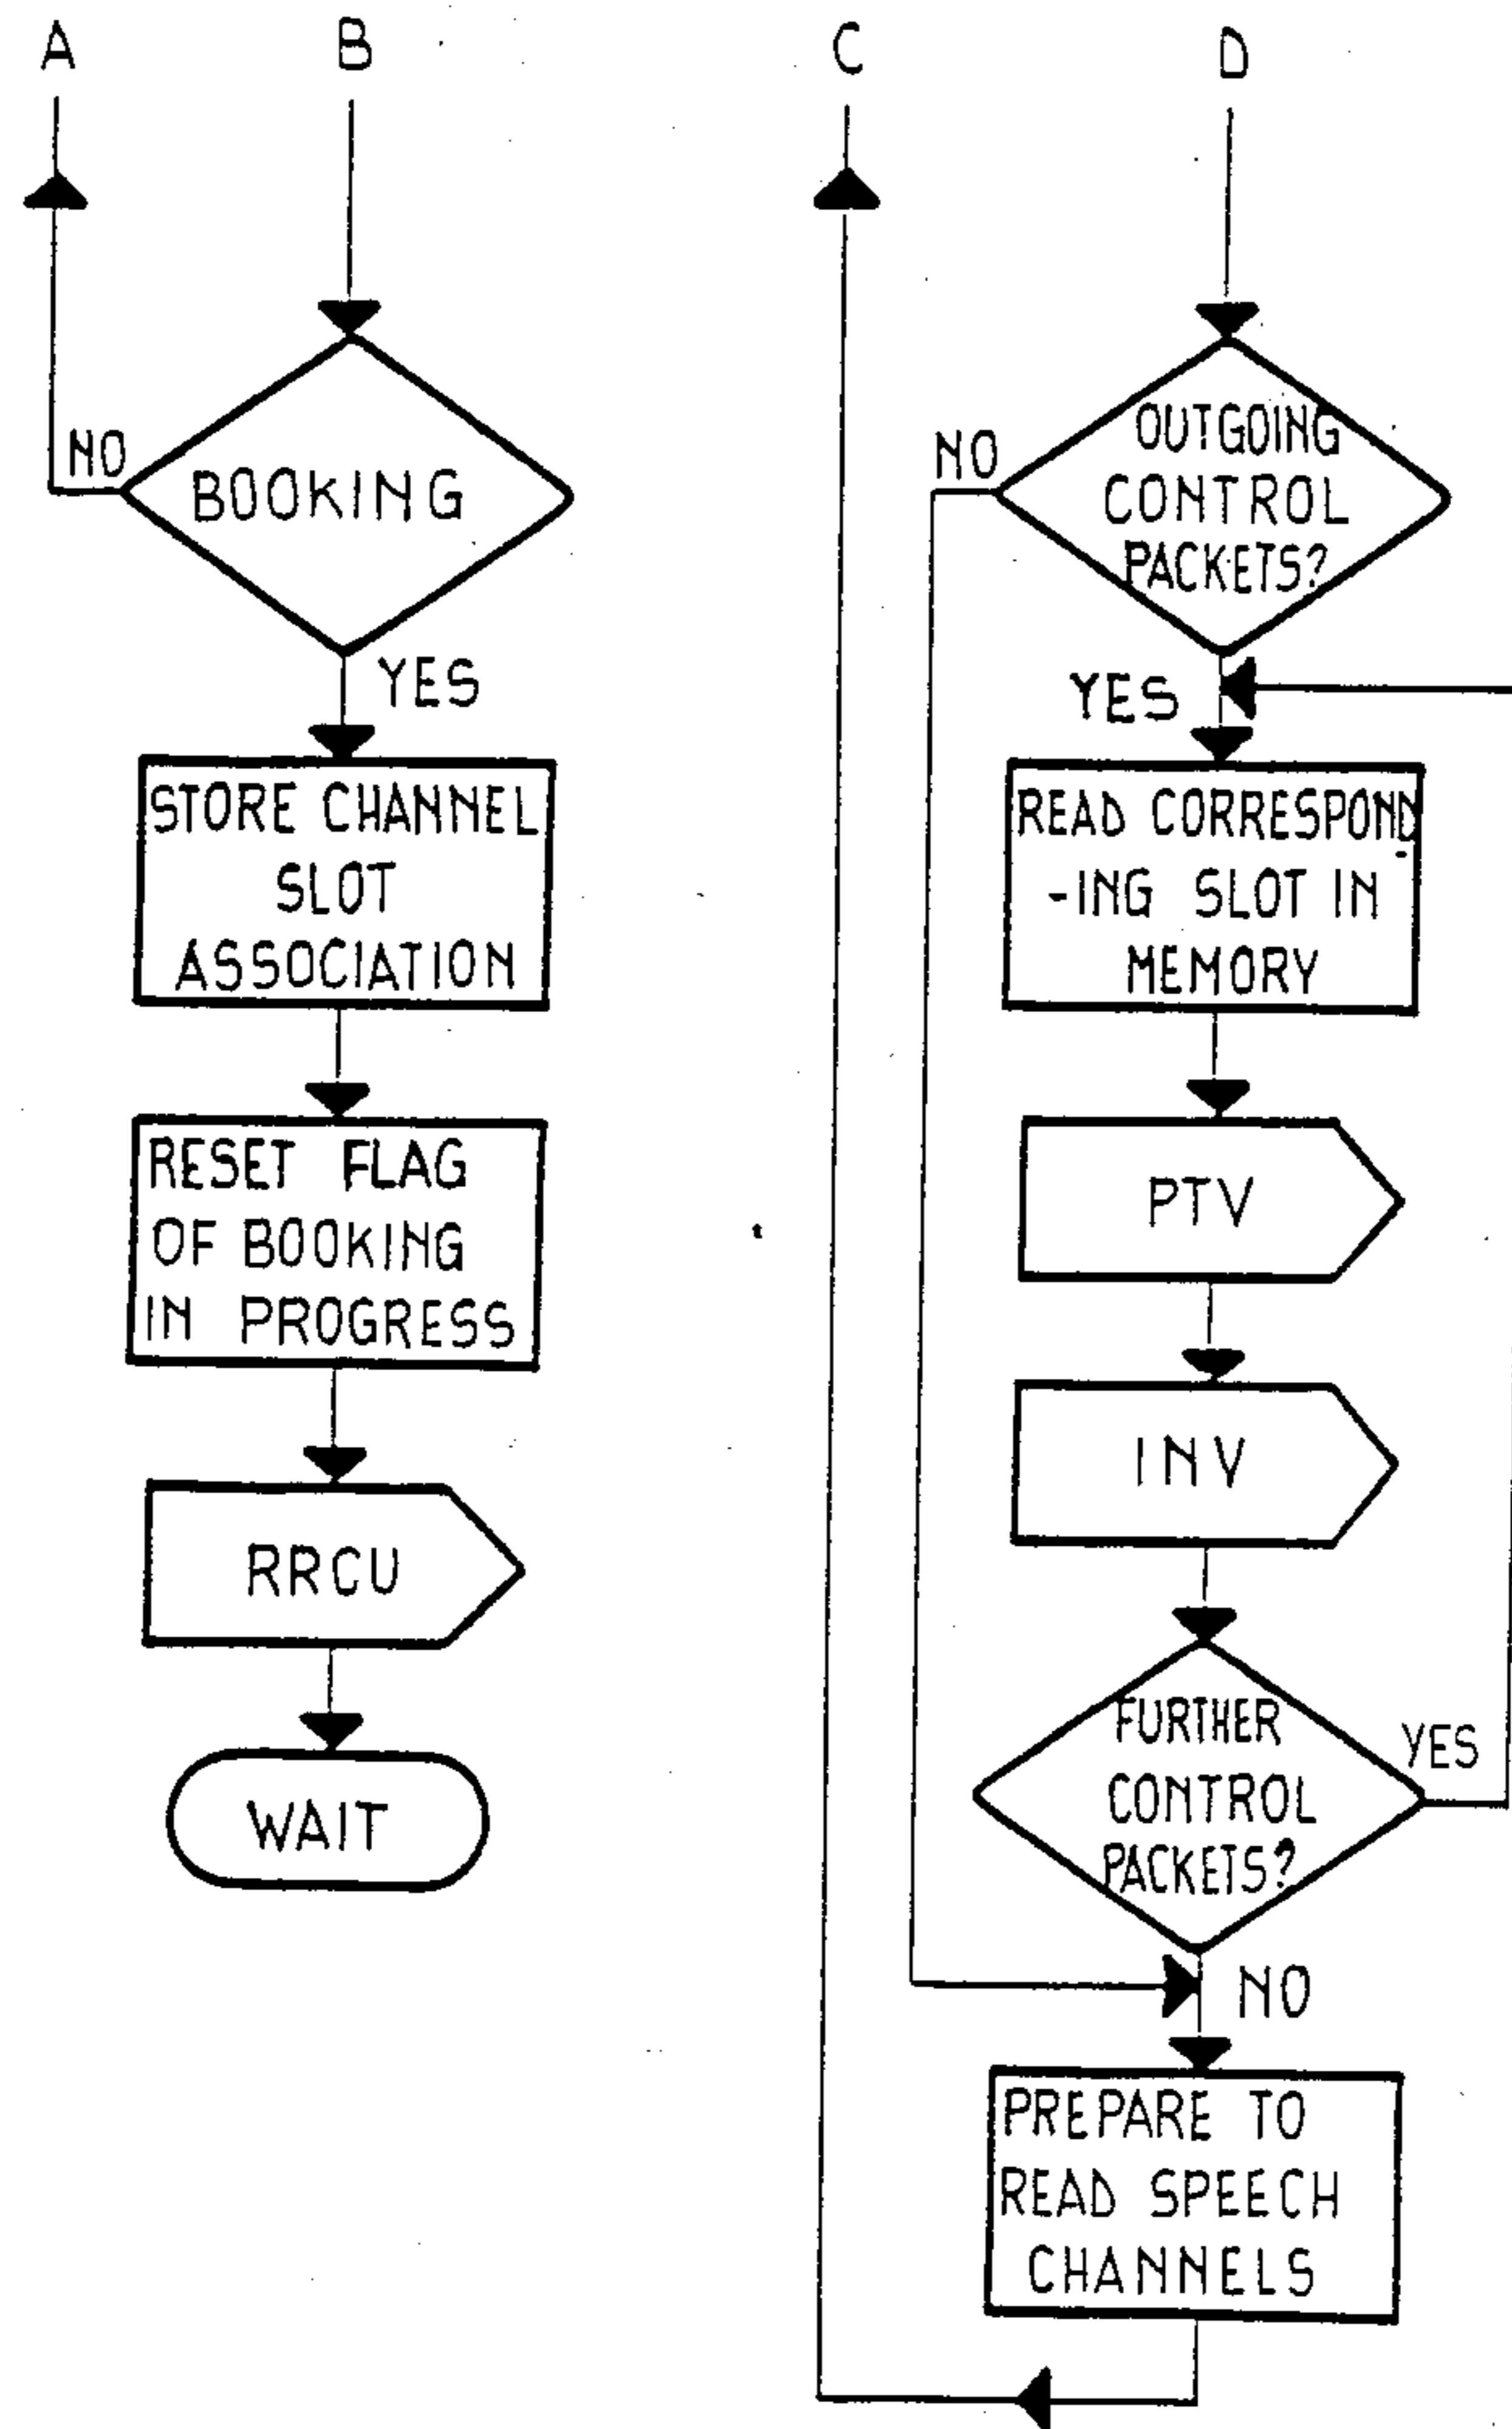 A
B
C
D
NO
BOOKING
YES
STORE CHANNEL
SLOT
ASSOCIATION
RESET FLAG
OF BOOKING
IN PROGRESS
RRCU
WAIT
NO
OUTGOING
CONTROL
PACKETS?
YES
READ CORRESPOND
-ING SLOT IN
MEMORY
PTV
INV
FURTHER
CONTROL
PACKETS?
YES
NO
PREPARE TO
READ SPEECH
CHANNELS